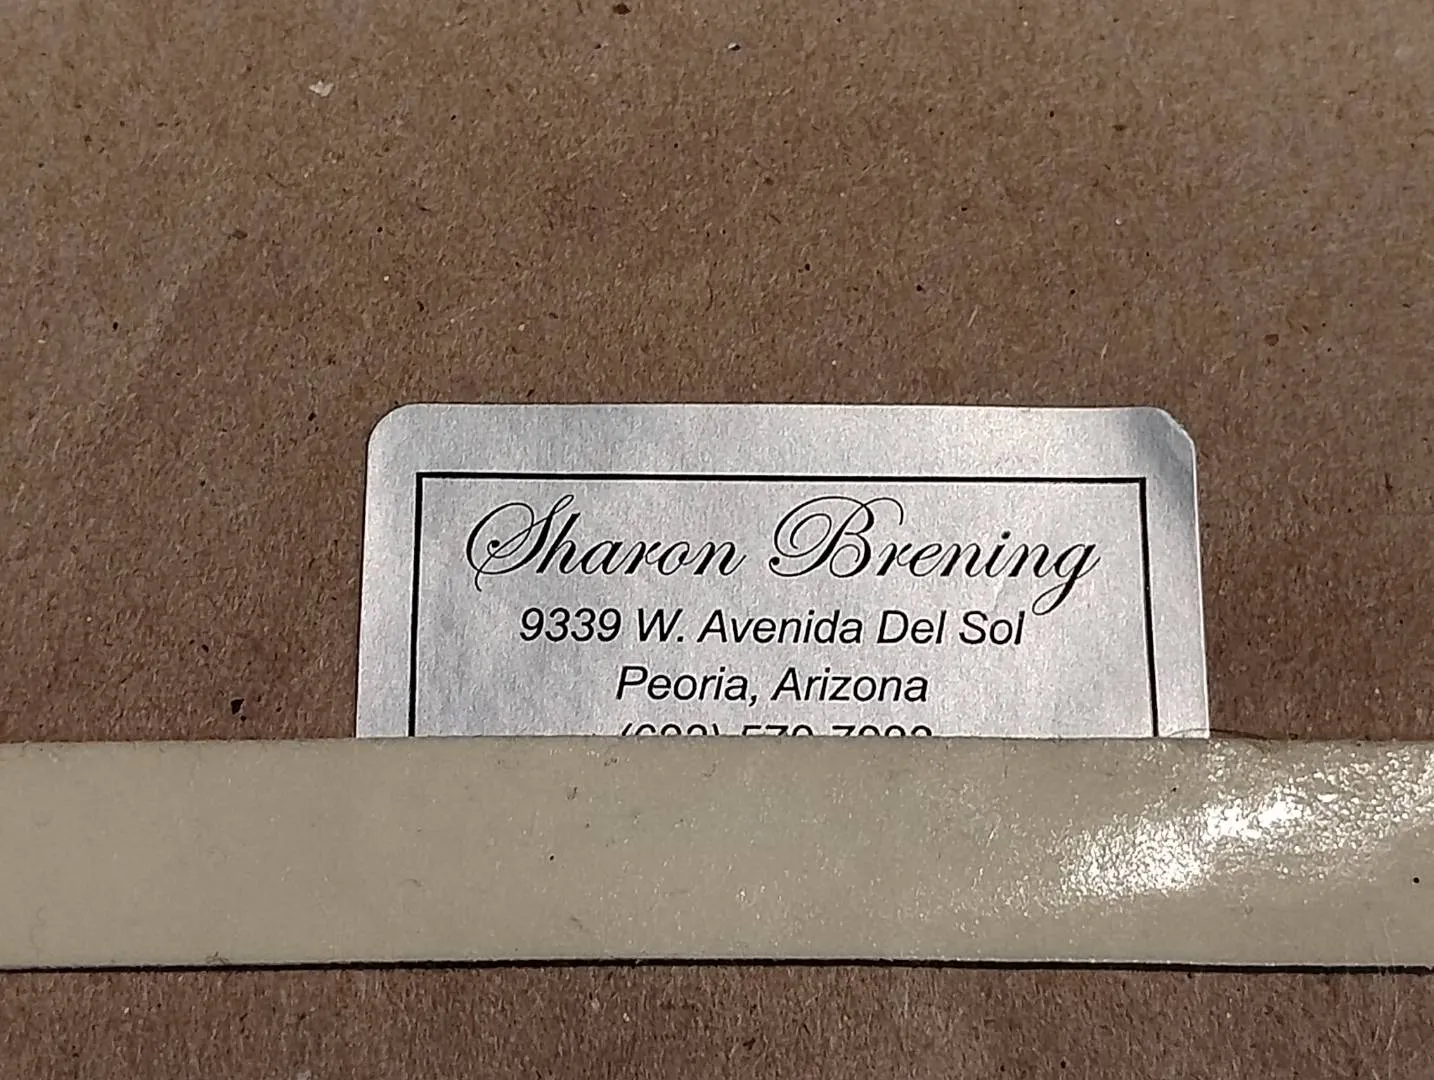 Sharon Brening
9339 W. Avenida Del Sol
Peoria, Arizona